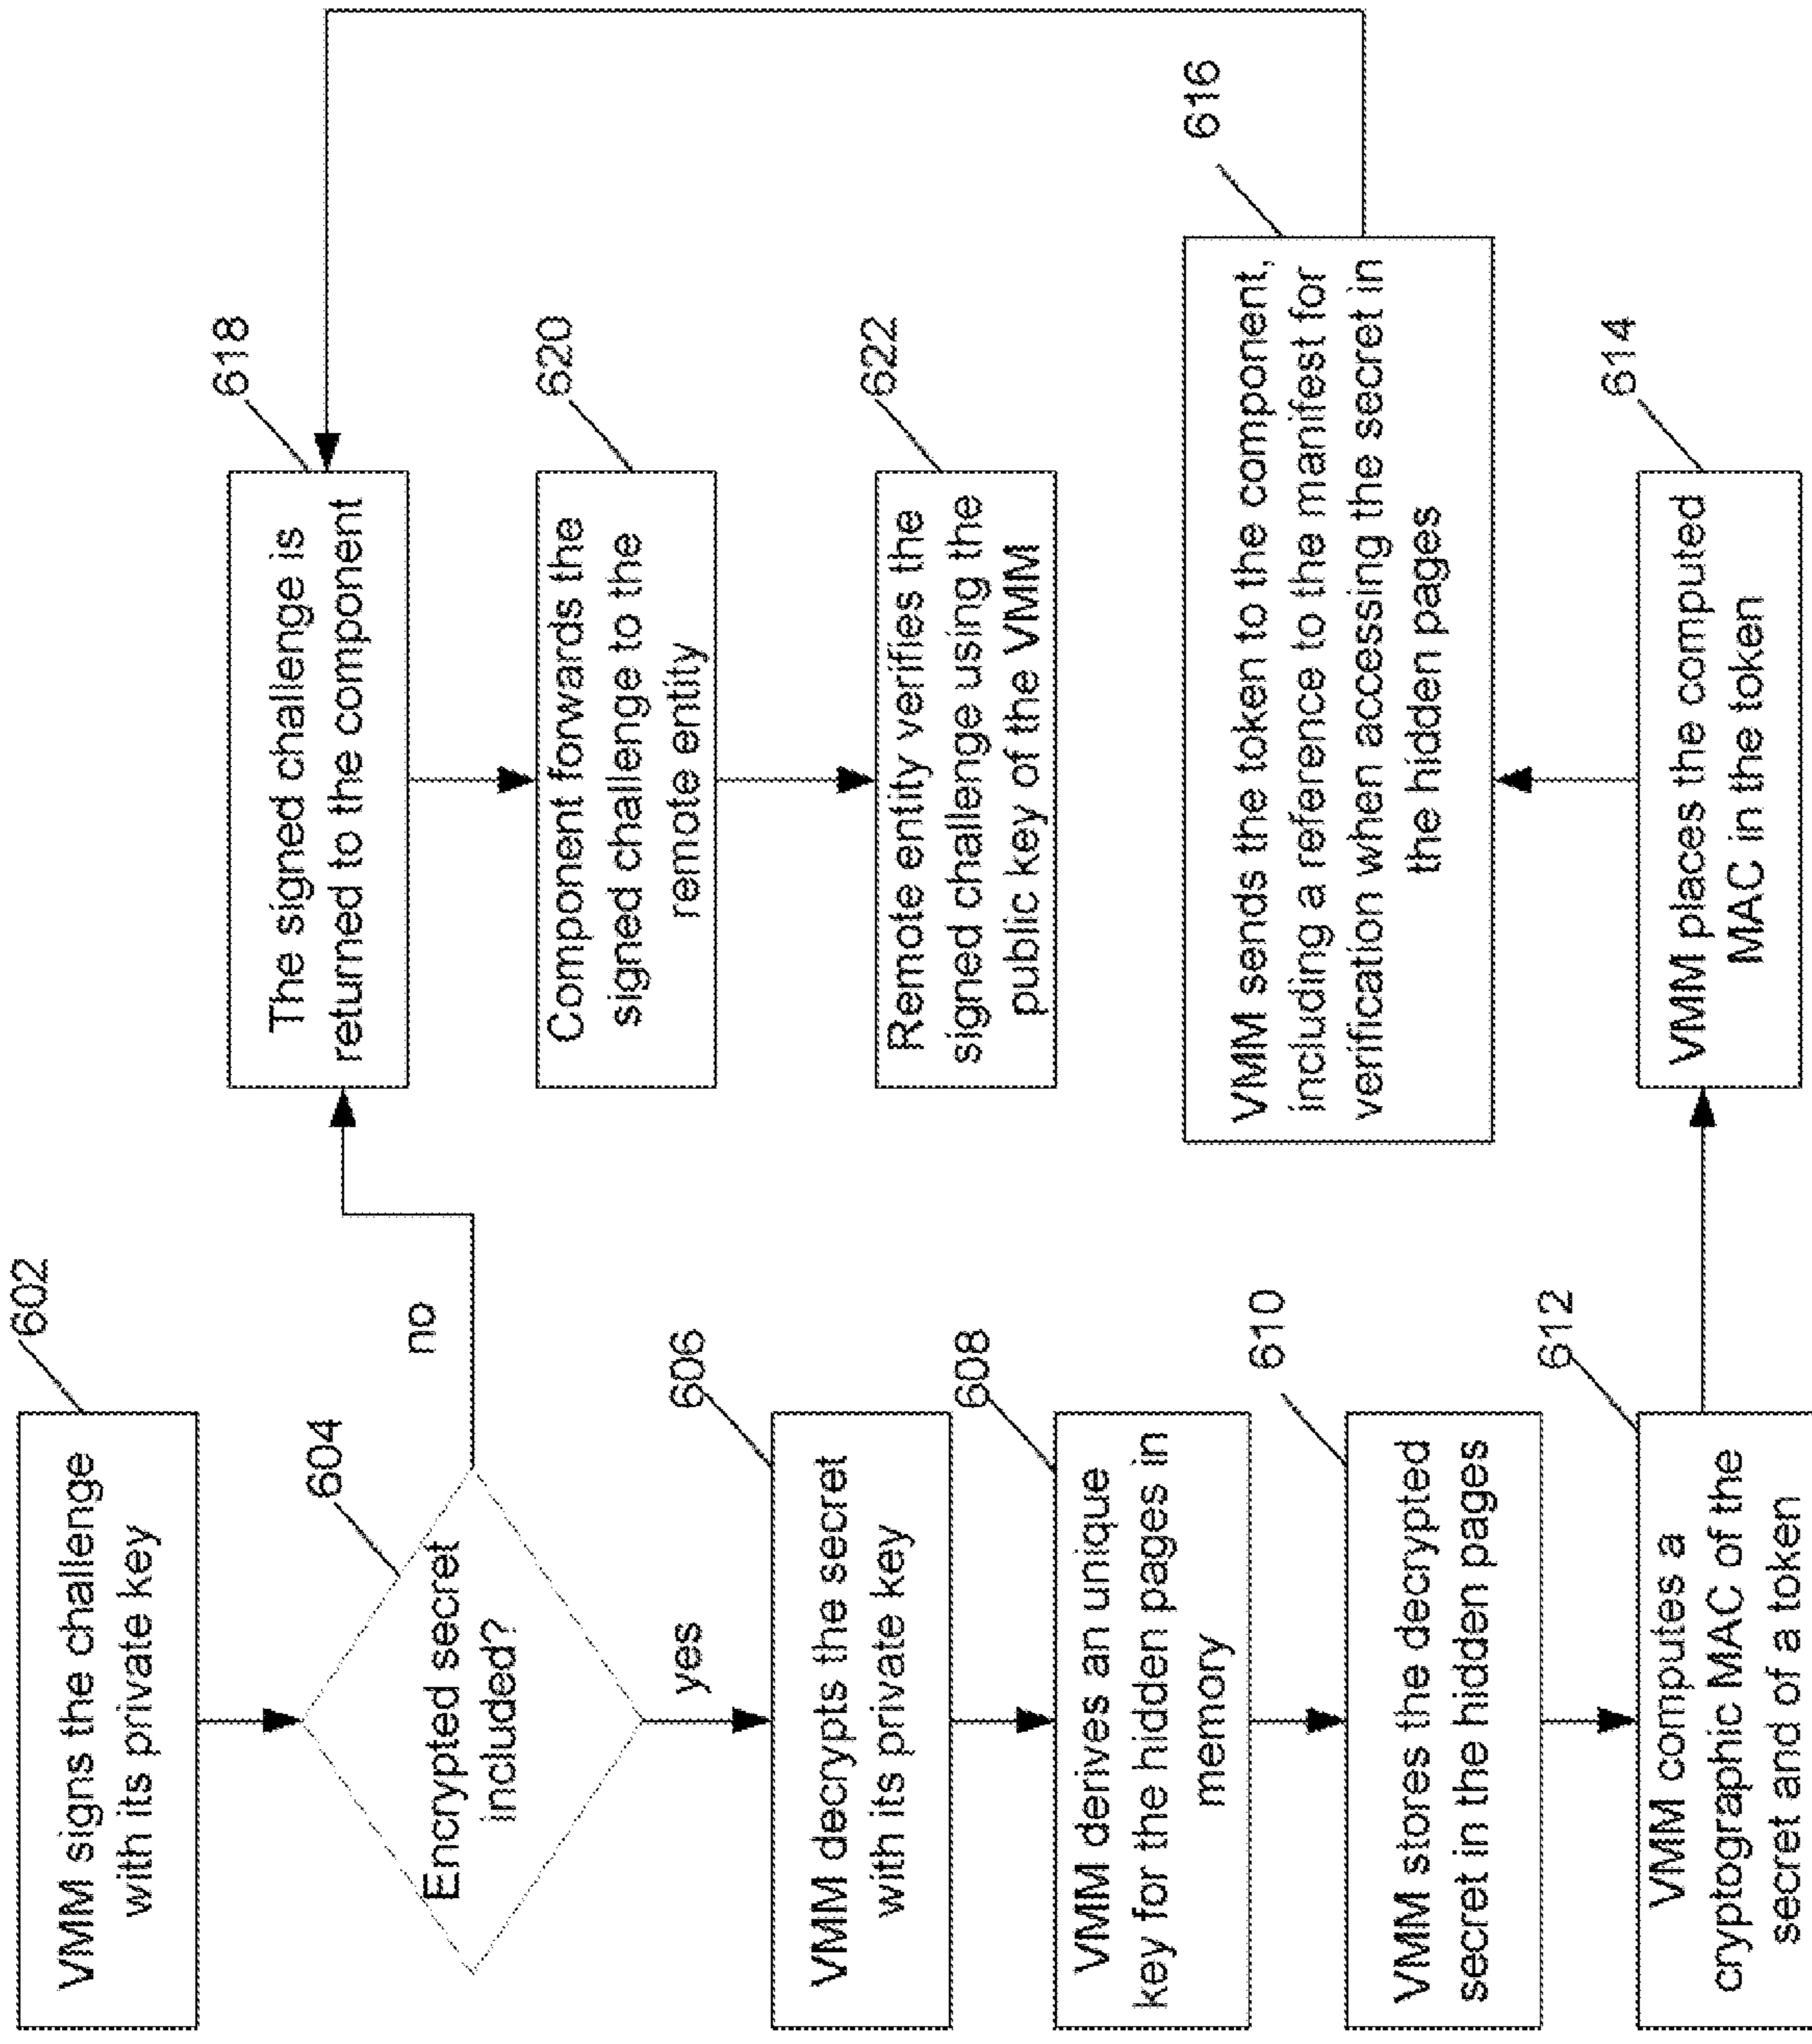 602
VMM signs the challenge
with its private key
604
Encrypted secret
included?
no
yes
606
VMM decrypts the secret
with its private key
608
VMM derives an unique
key for the hidden pages in
memory
610
VMM stores the decrypted
secret in the hidden pages
612
VMM computes a
cryptographic MAC of the
secret and of a token
614
VMM places the computed
MAC in the token
616
VMM sends the token to the component,
including a reference to the manifest for
verification when accessing the secret in
the hidden pages
618
The signed challenge is
returned to the component
620
Component forwards the
signed challenge to the
remote entity
622
Remote entity verifies the
signed challenge using the
public key of the VMM